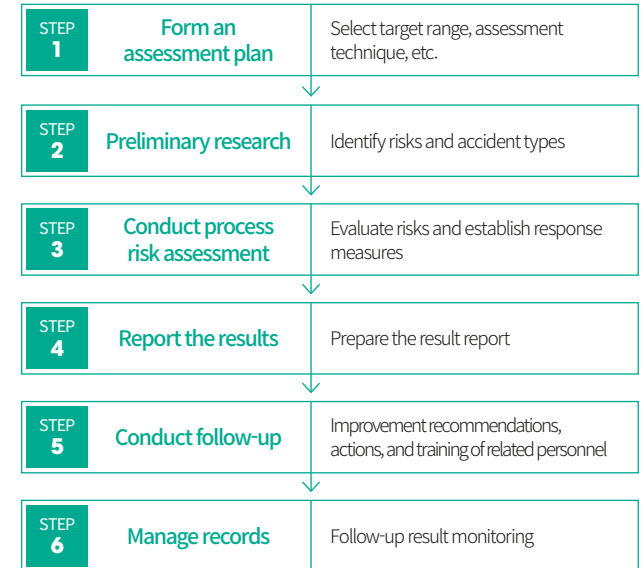 STEP
1
Form an
assessment plan
Select target range, assessment
technique, etc.
STEP
2
Preliminary research
Identify risks and accident types
STEP
3
Conduct process
risk assessment
Evaluate risks and establish response
measures
STEP
4
Report the results
Prepare the result report
STEP
5
Conduct follow-up
Improvement recommendations,
actions, and training of related personnel
STEP
6
Manage records
Follow-up result monitoring